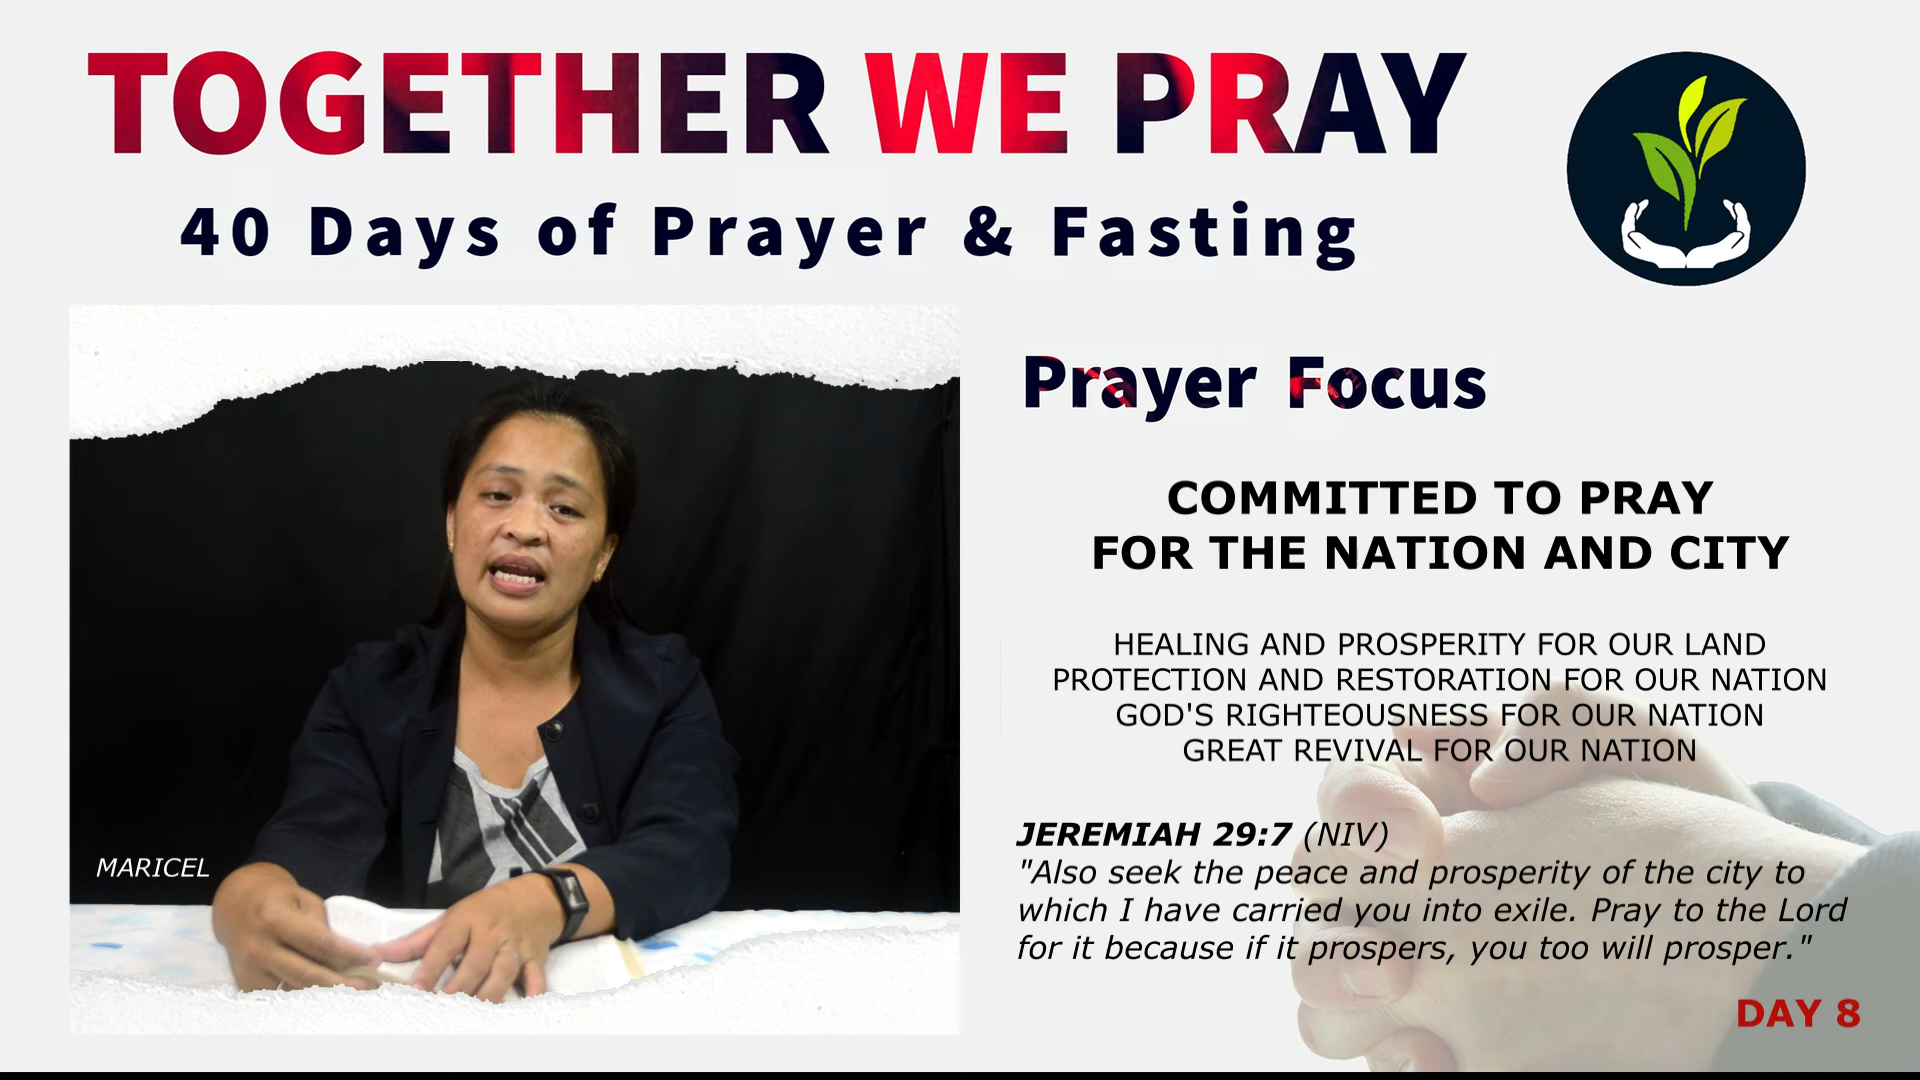 TOGETHER WE PRAY
40 Days of Prayer & Fasting
Prayer Focus
COMMITTED TO PRAY
FOR THE NATION AND CITY
HEALING AND PROSPERITY FOR OUR LAND
PROTECTION AND RESTORATION FOR OUR NATION
GOD'S RIGHTEOUSNESS FOR OUR NATION
GREAT REVIVAL FOR OUR NATION
JEREMIAH 29:7 (NIV)
"Also seek the peace and prosperity of the city to
which I have carried you into exile. Pray to the Lord
for it because if it prospers, you too will prosper."
MARICEL
DAY 8